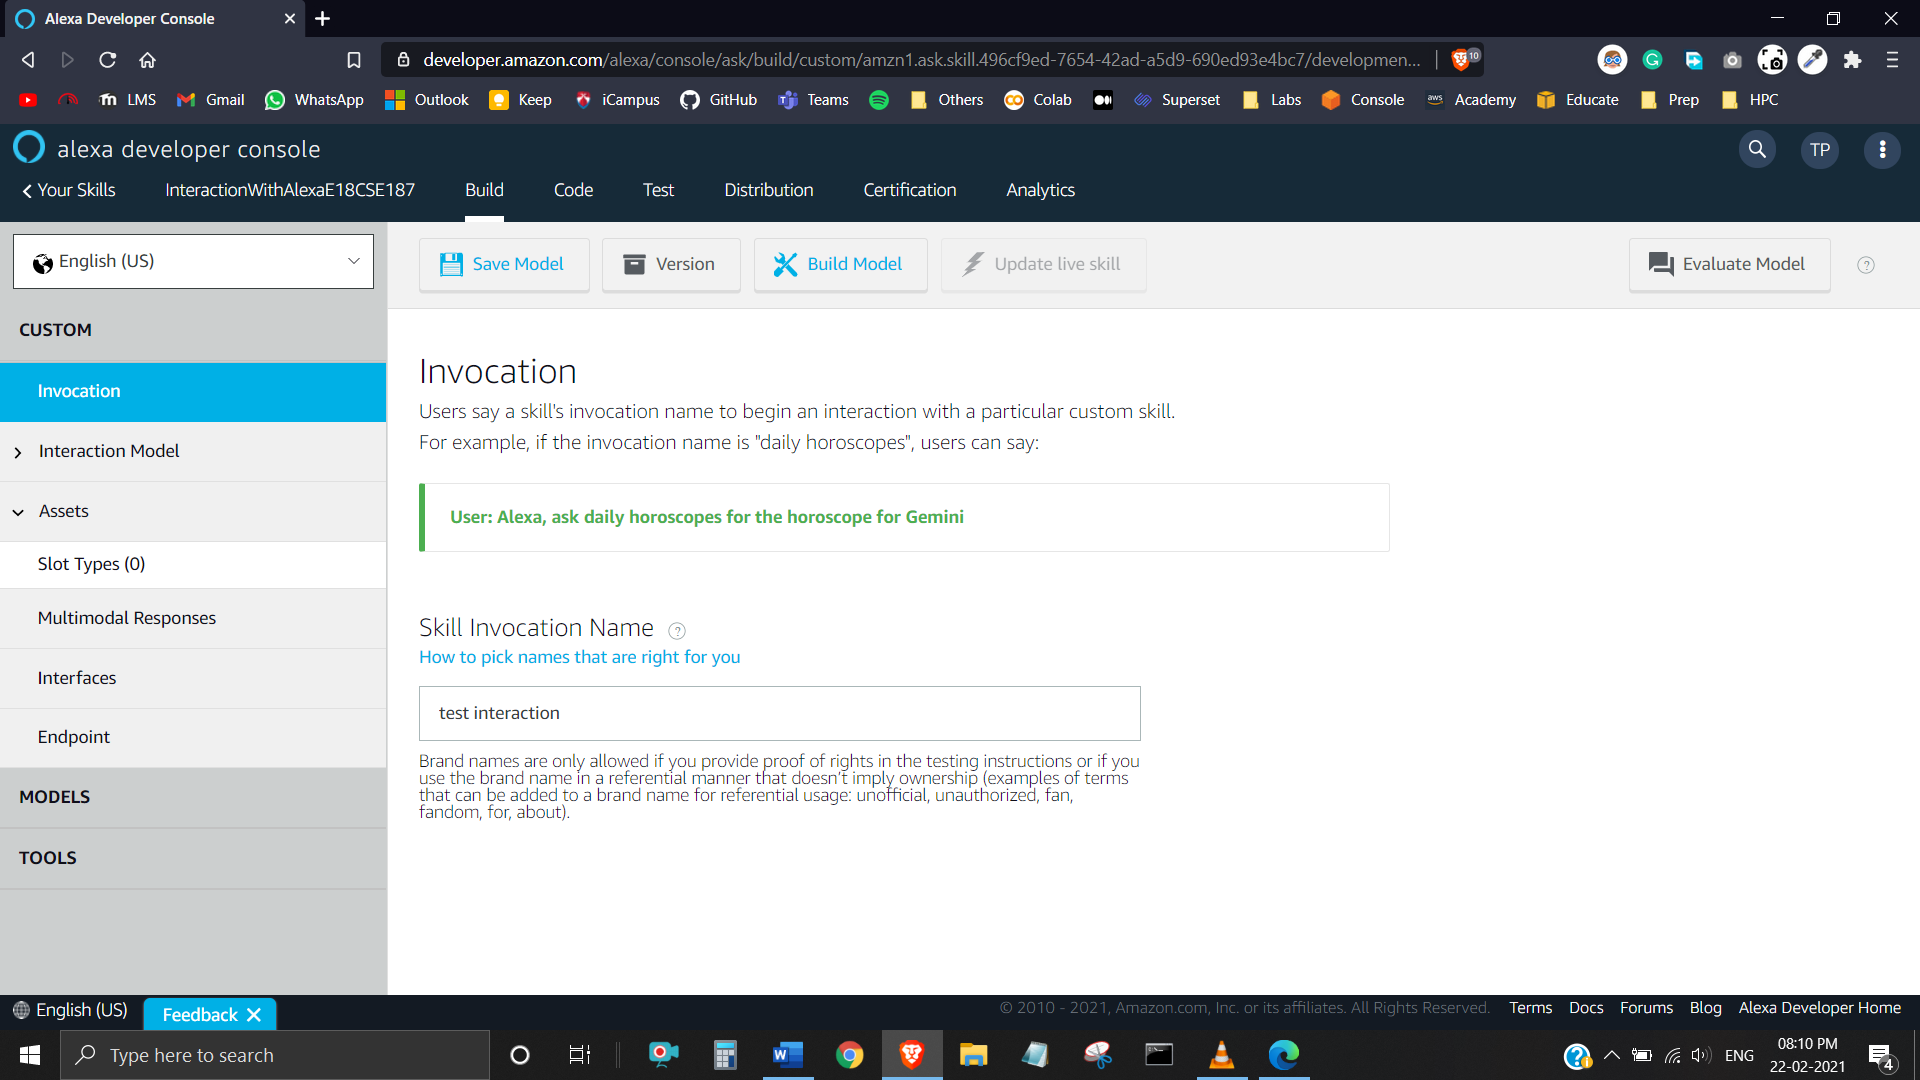 Alexa Developer Console
developer.amazon.com/alexa/console/ask/build/custom/amzn1.ask.skill.496cf9ed-7654-42ad-a5d9-690ed93e4bc7/developmen...
10
LMS Gmail WhatsApp Outlook Keep iCampus GitHub Teams Others Colab Superset Labs Console aws Academy Educate Prep HPC
alexa developer console
TP
Your Skills InteractionWithAlexaE18CSE187 Build Code Test Distribution Certification Analytics
English (US)
Save Model Version Build Model Update live skill Evaluate Model ?
CUSTOM
Invocation
Interaction Model
Assets
Slot Types (0)
Multimodal Responses
Interfaces
Endpoint
MODELS
TOOLS
Invocation
Users say a skill's invocation name to begin an interaction with a particular custom skill.
For example, if the invocation name is "daily horoscopes", users can say:
User: Alexa, ask daily horoscopes for the horoscope for Gemini
Skill Invocation Name ?
How to pick names that are right for you
test interaction
Brand names are only allowed if you provide proof of rights in the testing instructions or if you
use the brand name in a referential manner that doesn't imply ownership (examples of terms
that can be added to a brand name for referential usage: unofficial, unauthorized, fan,
fandom, for, about).
English (US) Feedback
© 2010 - 2021, Amazon.com, Inc. or its affiliates. All Rights Reserved. Terms Docs Forums Blog Alexa Developer Home
Type here to search
ENG
08:10 PM
22-02-2021
4